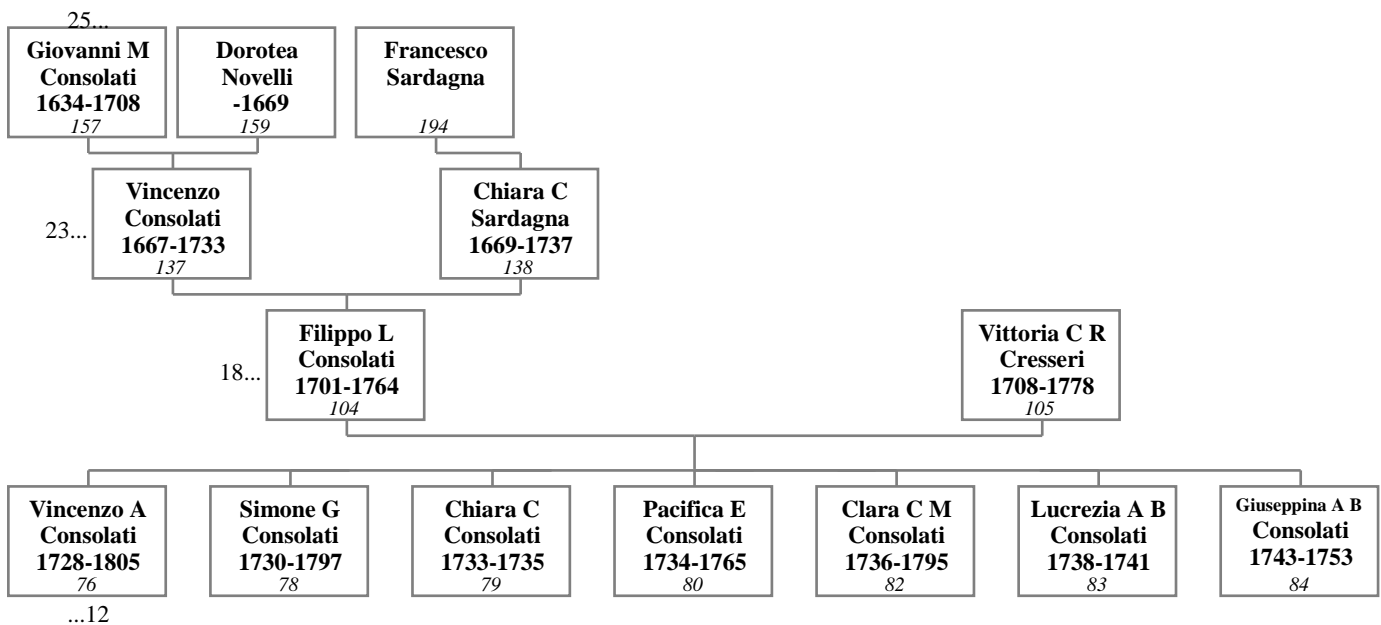 25...
Giovanni M
Consolati
1634-1708
157
Dorotea
Novelli
-1669
159
Francesco
Sardagna
194
23...
Vincenzo
Consolati
1667-1733
137
Chiara C
Sardagna
1669-1737
138
18...
Filippo L
Consolati
1701-1764
104
Vittoria C R
Cresseri
1708-1778
105
Vincenzo A
Consolati
1728-1805
76
Simone G
Consolati
1730-1797
78
Chiara C
Consolati
1733-1735
79
Pacifica E
Consolati
1734-1765
80
Clara C M
Consolati
1736-1795
82
Lucrezia A B
Consolati
1738-1741
83
Giuseppina A B
Consolati
1743-1753
84
...12